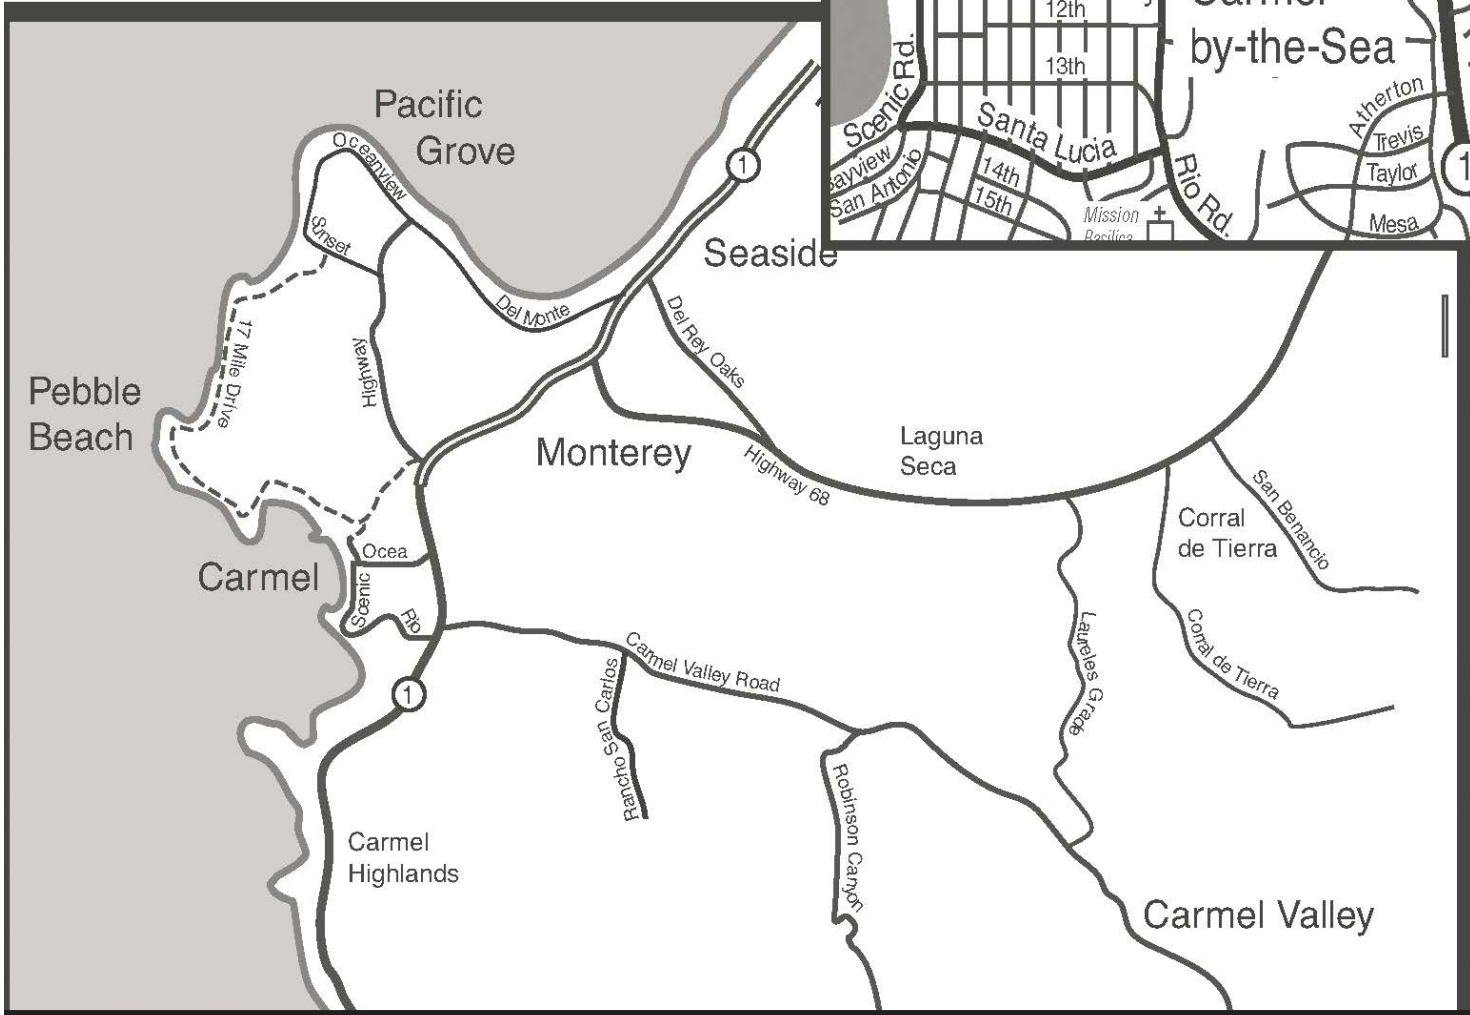 12th
by-the-Sea
13th
Scenic Rd.
Atherton
Santa Lucia
Trevis
1
Taylor
San Antonio
14th
15th
Rio Rd.
Mission
Mesa
Pacific
Grove
Oceanview
1
Seaside
Sunset
Del Monte
Del Rey Oaks
17 Mile Drive
Highway
Pebble
Beach
Monterey
Laguna
Seca
Highway 68
San Benancio
Corral
de Tierra
Ocea
Carmel
Scenic
Rio
Laureles Grade
Corral de Tierra
Carmel Valley Road
Rancho San Carlos
1
Robinson Canyon
Carmel
Highlands
Carmel Valley